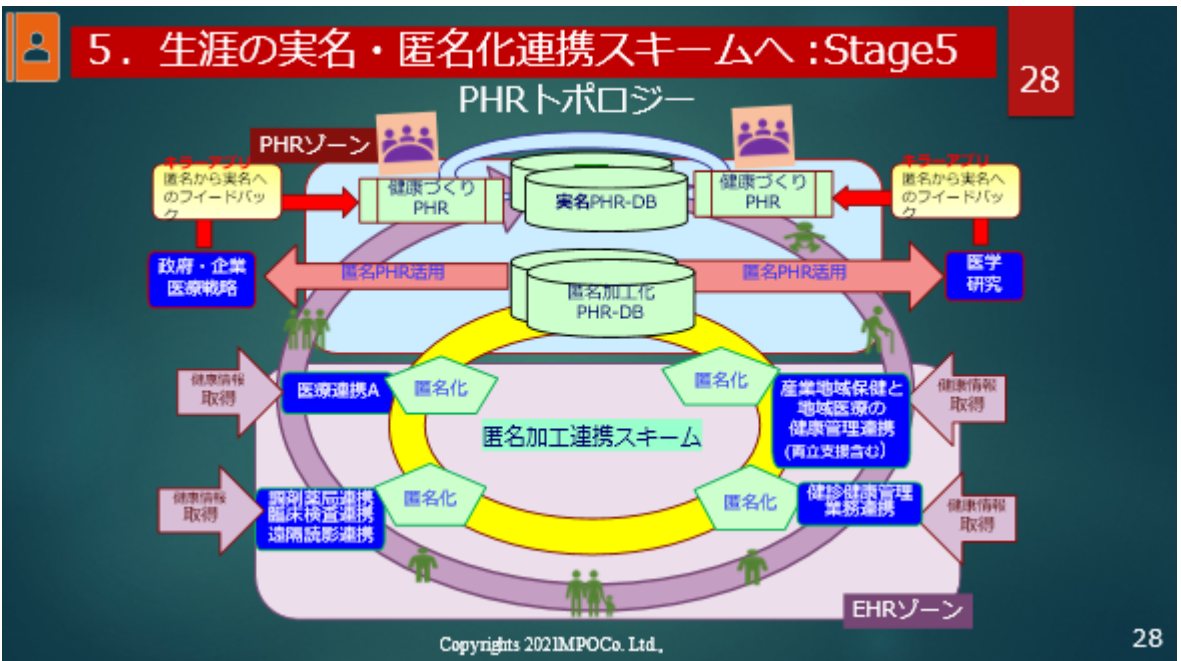 5．生涯の実名・匿名化連携スキームへ：Stage5
28
PHRトポロジー
PHRゾーン
キラーアプリ
匿名から実名へ
のフイードバッ
ク
健康づくり
PHR
実名PHR-DB
健康づくり
PHR
キラーアプリ
匿名から実名へ
のフイードバッ
ク
政府・企業
医療戦略
匿名PHR活用
匿名加工化
PHR-DB
匿名PHR活用
医学
研究
健康情報
取得
医療連携A
匿名化
匿名化
産業地域保健と
地域医療の
健康管理連携
(両立支援含む)
健康情報
取得
匿名加工連携スキーム
健康情報
取得
調剤薬局連携
臨床検査連携
遠隔読影連携
匿名化
匿名化
健診健康管理
業務連携
健康情報
取得
EHRゾーン
Copyrights 2021MPOCo. Ltd.,
28